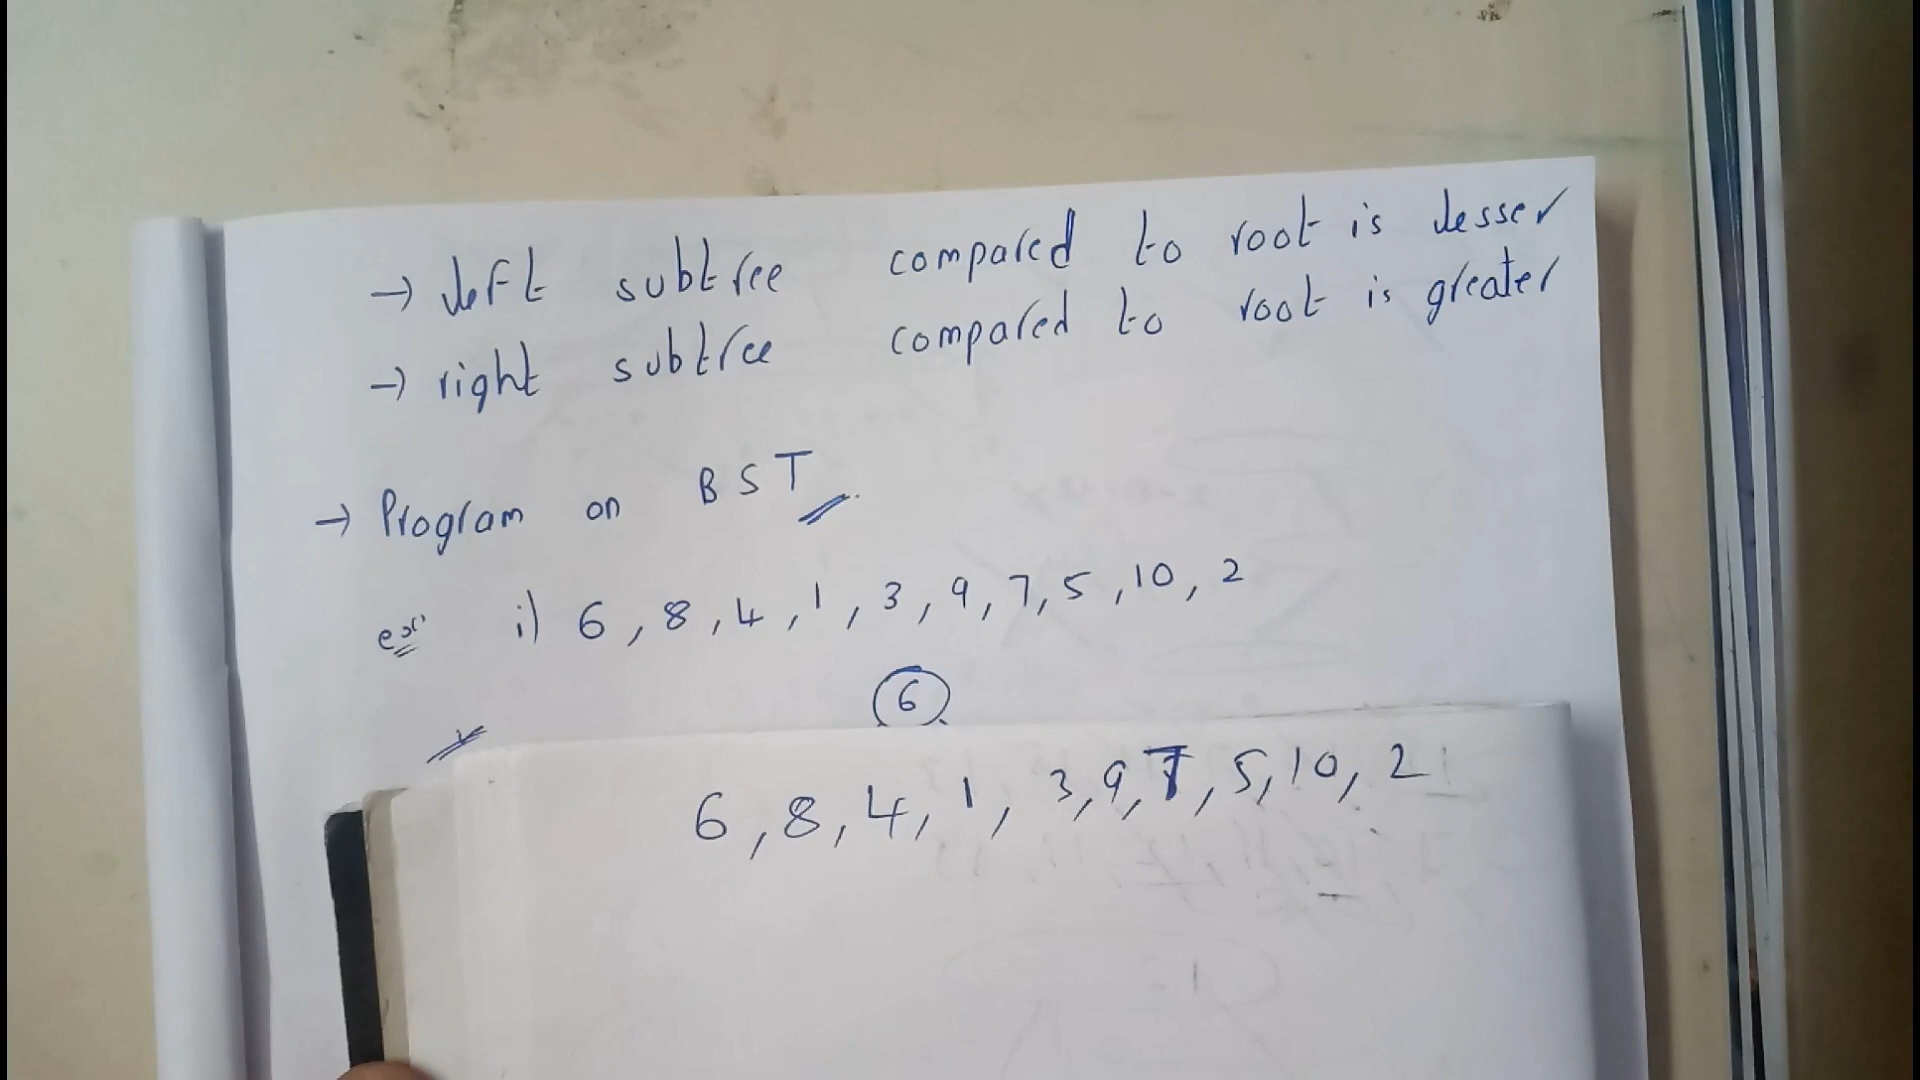 → left subtree compared to root is lesser
→ right subtree compared to root is greater
→ Program on BST
ex: i) 6, 8, 4, 1, 3, 9, 7, 5, 10, 2
6
6, 8, 4, 1, 3, 9, 7, 5, 10, 2